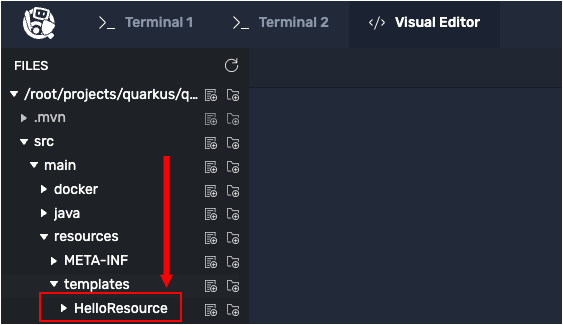 >_ Terminal 1 >_ Terminal 2 </> Visual Editor
FILES
/root/projects/quarkus/q...
.mvn
src
main
docker
java
resources
META-INF
templates
HelloResource